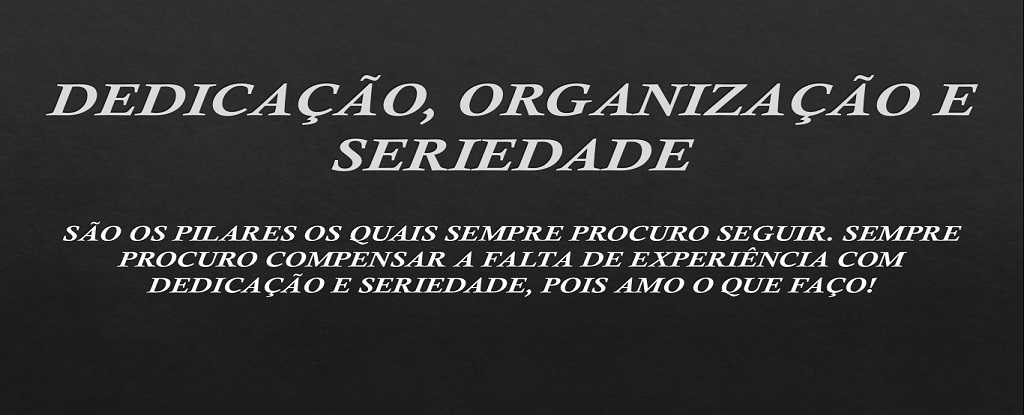 DEDICAÇÃO, ORGANIZAÇÃO E
SERIEDADE
SÃO OS PILARES OS QUAIS SEMPRE PROCURO SEGUIR. SEMPRE
PROCURO COMPENSAR A FALTA DE EXPERIÊNCIA COM
DEDICAÇÃO E SERIEDADE, POIS AMO O QUE FAÇO!